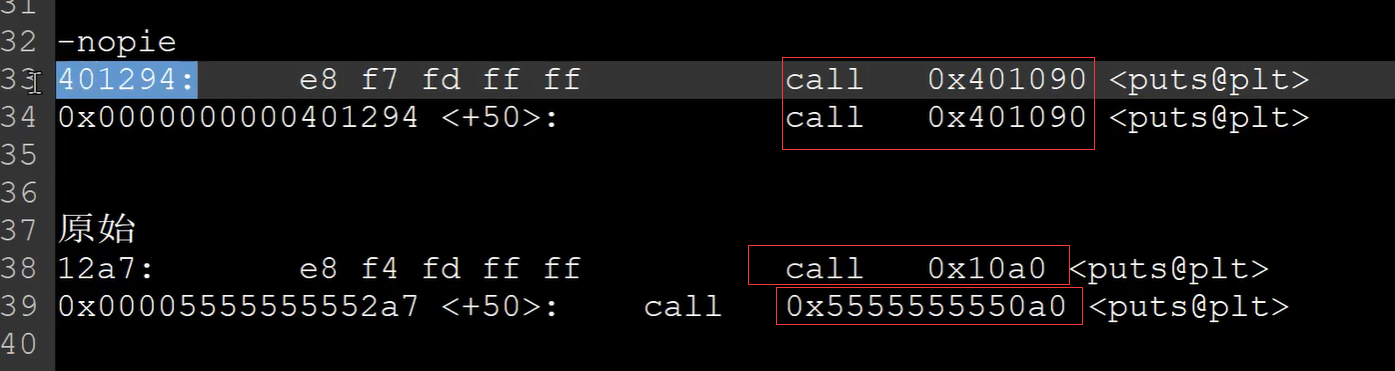 31
32 -nopie
33 401294: e8 f7 fd ff ff call 0x401090 <puts@plt>
34 0x0000000000401294 <+50>: call 0x401090 <puts@plt>
35
36
37 原始
38 12a7: e8 f4 fd ff ff call 0x10a0 <puts@plt>
39 0x00005555555552a7 <+50>: call 0x5555555550a0 <puts@plt>
40